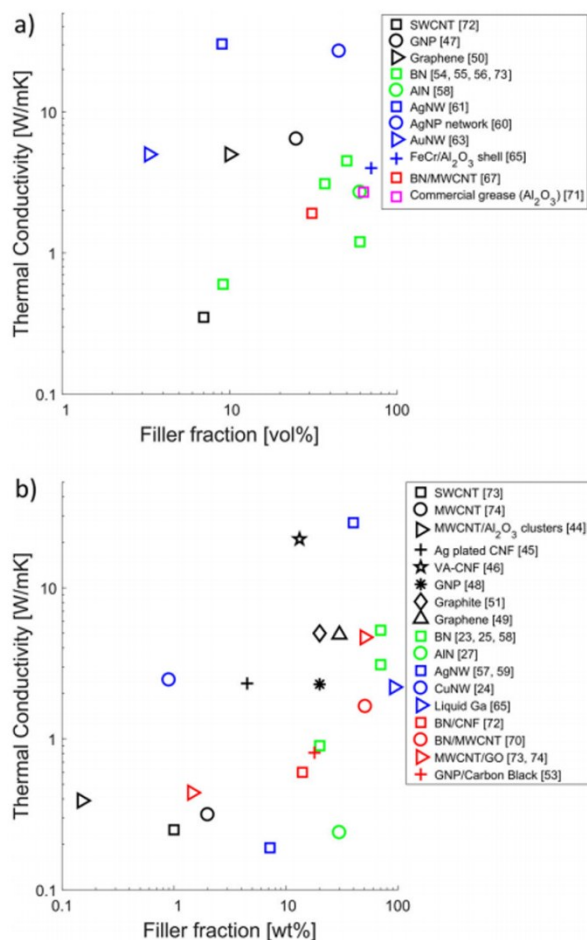 a)
SWCNT [72]
GNP [47]
Graphene [50]
BN [54, 55, 56, 73]
AlN [58]
AgNW [61]
AgNP network [60]
AuNW [63]
FeCr/Al₂O₃ shell [65]
BN/MWCNT [67]
Commercial grease (Al₂O₃) [71]
Thermal Conductivity [W/mK]
10
1
0.1
1
10
100
Filler fraction [vol%]
b)
SWCNT [73]
MWCNT [74]
MWCNT/Al₂O₃ clusters [44]
Ag plated CNF [45]
VA-CNF [46]
GNP [48]
Graphite [51]
Graphene [49]
BN [23, 25, 58]
AlN [27]
AgNW [57, 59]
CuNW [24]
Liquid Ga [65]
BN/CNF [72]
BN/MWCNT [70]
MWCNT/GO [73, 74]
GNP/Carbon Black [53]
Thermal Conductivity [W/mK]
10
1
0.1
0.1
1
10
100
Filler fraction [wt%]